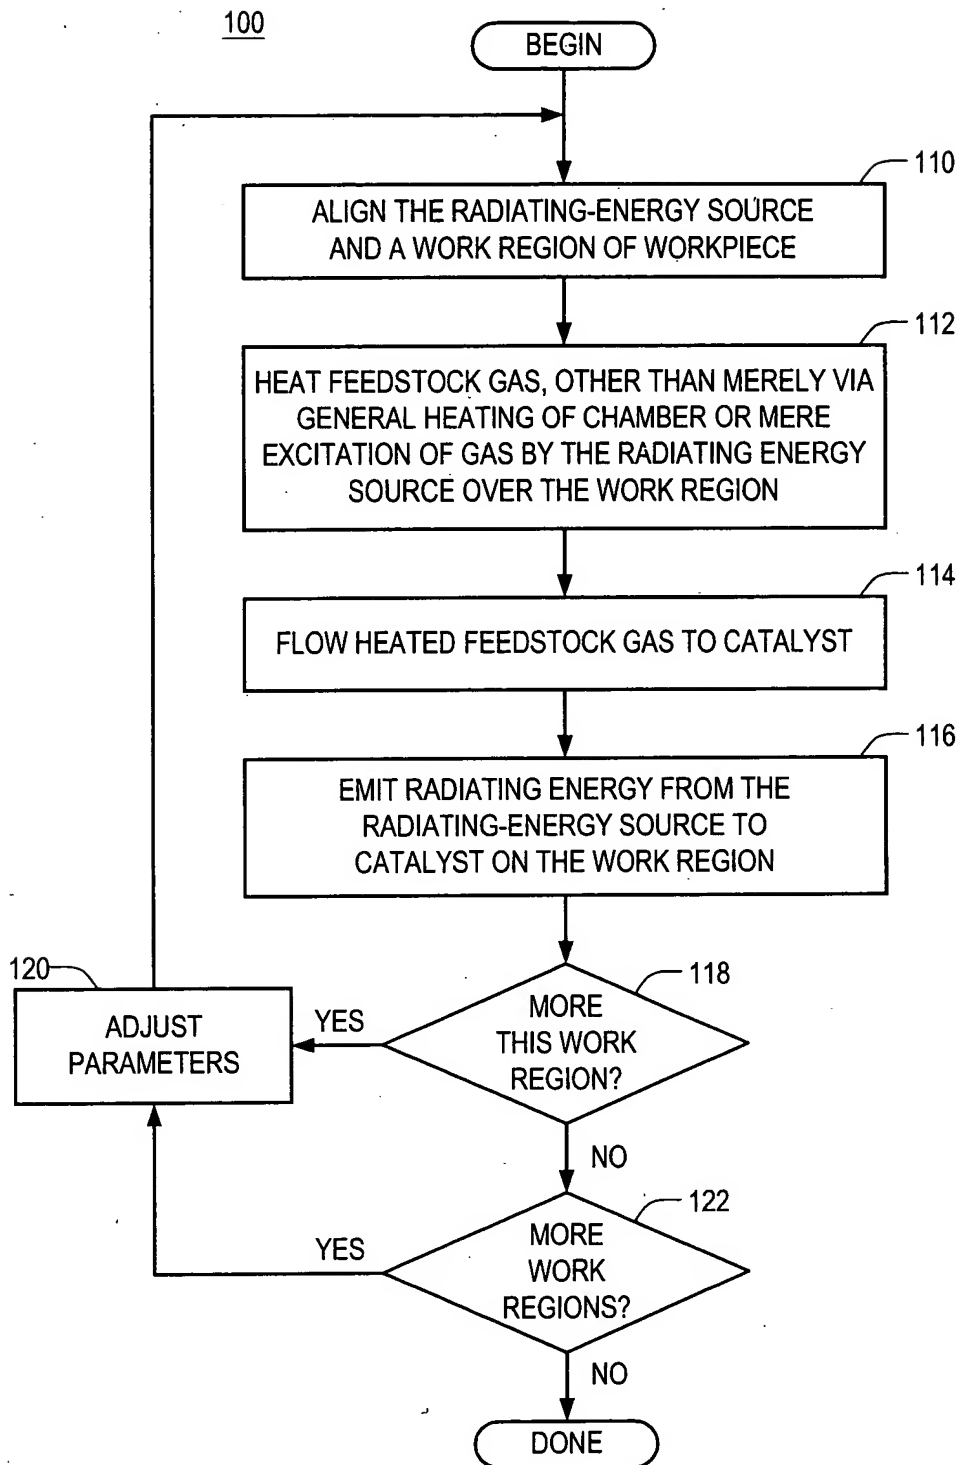 100
BEGIN
110
ALIGN THE RADIATING-ENERGY SOURCE
AND A WORK REGION OF WORKPIECE
112
HEAT FEEDSTOCK GAS, OTHER THAN MERELY VIA
GENERAL HEATING OF CHAMBER OR MERE
EXCITATION OF GAS BY THE RADIATING ENERGY
SOURCE OVER THE WORK REGION
114
FLOW HEATED FEEDSTOCK GAS TO CATALYST
116
EMIT RADIATING ENERGY FROM THE
RADIATING-ENERGY SOURCE TO
CATALYST ON THE WORK REGION
120
ADJUST
PARAMETERS
YES
118
MORE
THIS WORK
REGION?
NO
122
YES
MORE
WORK
REGIONS?
NO
DONE